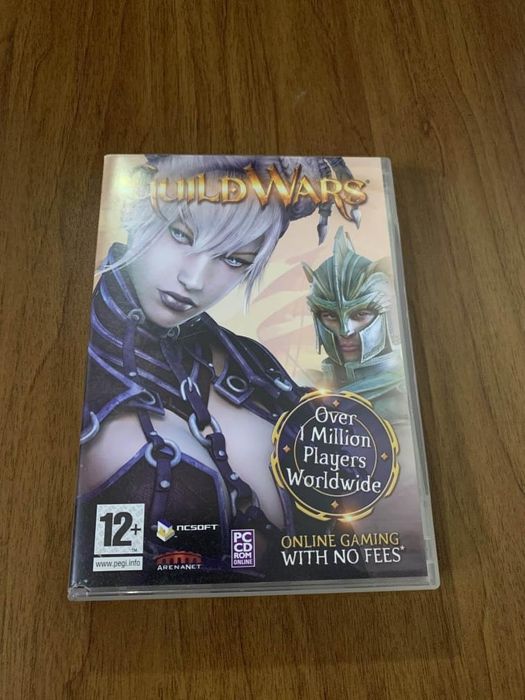 GUILD WARS®
Over
1 Million
Players
Worldwide
ONLINE GAMING
WITH NO FEES*
12+
www.pegi.info
NCSOFT
ARENANET
PC
CD
ROM
ONLINE